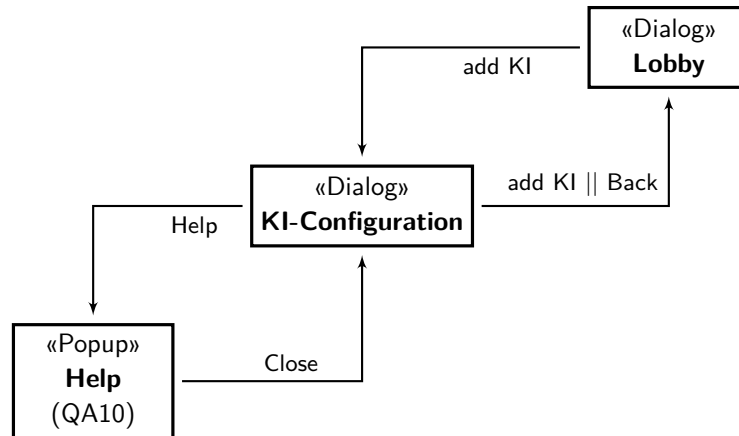 «Dialog»
Lobby
add KI
«Dialog»
KI-Configuration
add KI || Back
Help
«Popup»
Help
(QA10)
Close